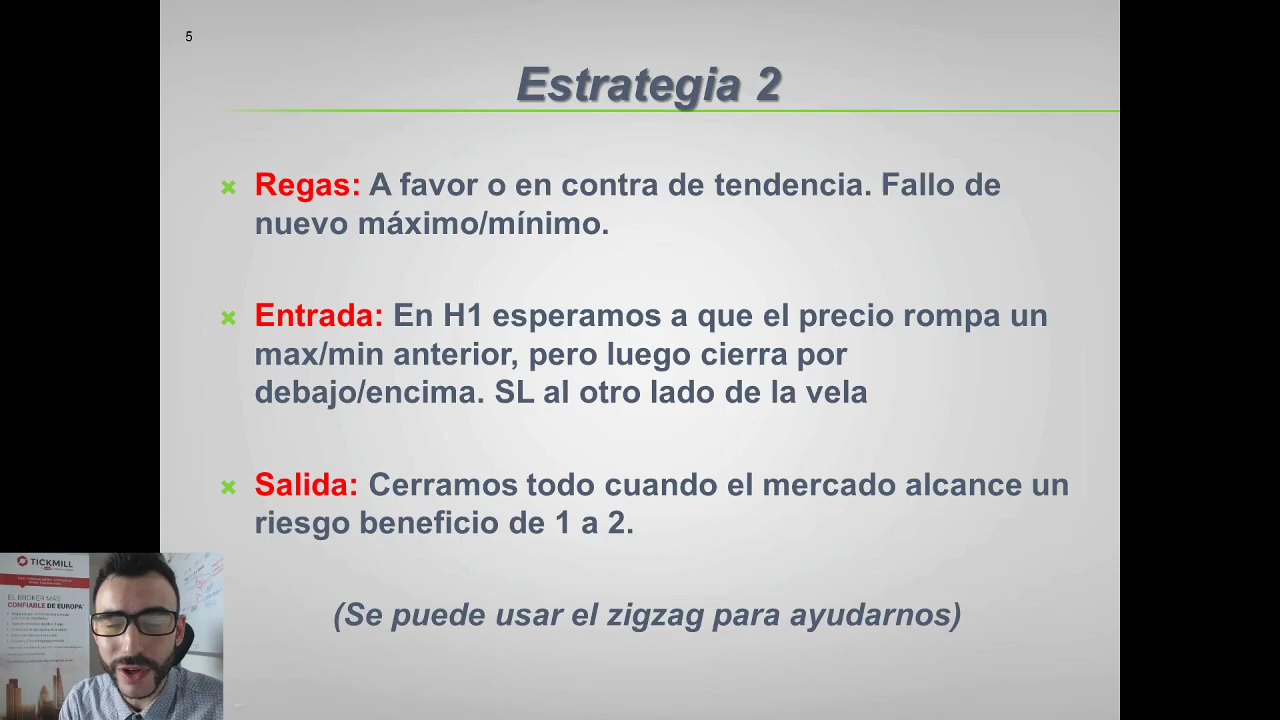 5
Estrategia 2
Regas: A favor o en contra de tendencia. Fallo de
nuevo máximo/mínimo.
Entrada: En H1 esperamos a que el precio rompa un
max/min anterior, pero luego cierra por
debajo/encima. SL al otro lado de la vela
Salida: Cerramos todo cuando el mercado alcance un
riesgo beneficio de 1 a 2.
(Se puede usar el zigzag para ayudarnos)
TICKMILL
EL BROKER MÁS
CONFIABLE DE EUROPA